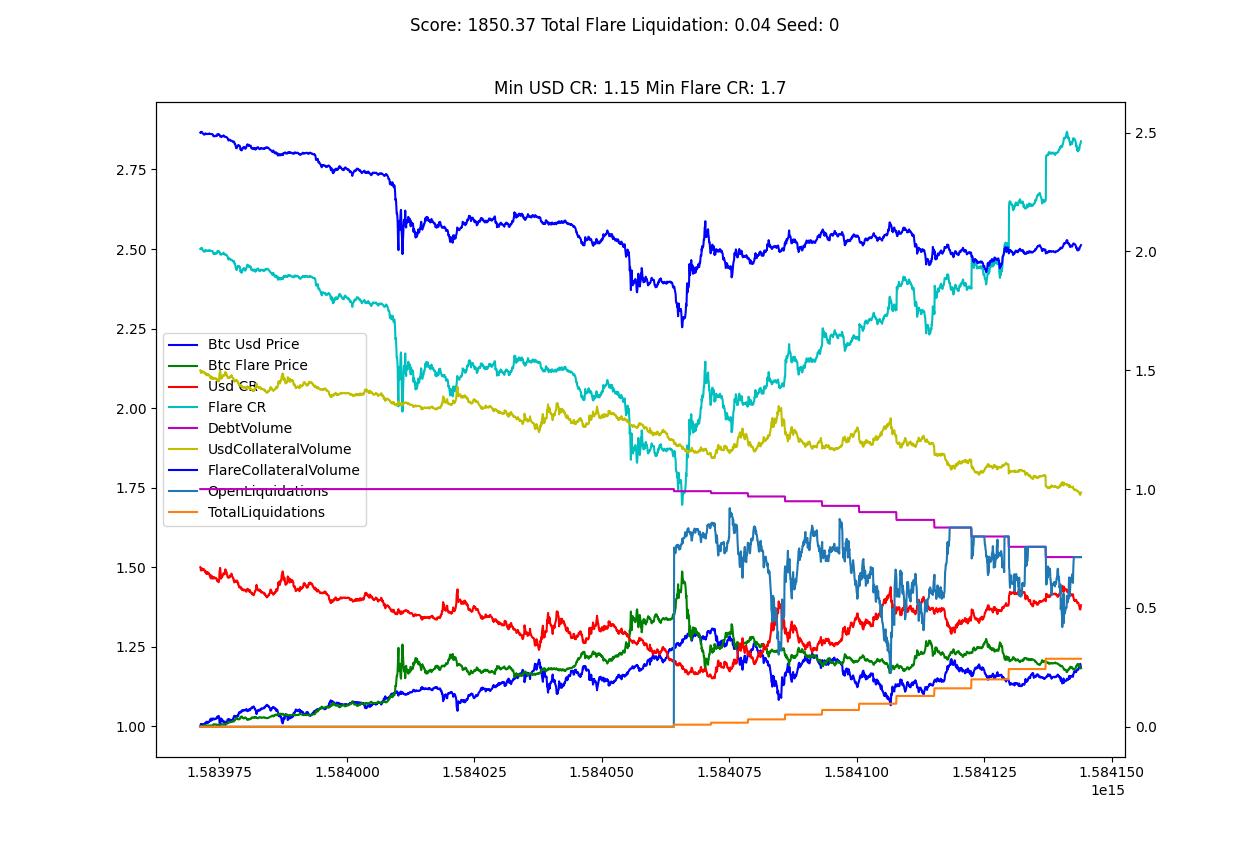 Score: 1850.37 Total Flare Liquidation: 0.04 Seed: 0
Min USD CR: 1.15 Min Flare CR: 1.7
2.75
2.50
2.25
2.00
1.75
1.50
1.25
1.00
2.5
2.0
1.5
1.0
0.5
0.0
Btc Usd Price
Btc Flare Price
Usd CR
Flare CR
DebtVolume
UsdCollateralVolume
FlareCollateralVolume
OpenLiquidations
TotalLiquidations
1.583975 1.584000 1.584025 1.584050 1.584075 1.584100 1.584125 1.584150
1e15